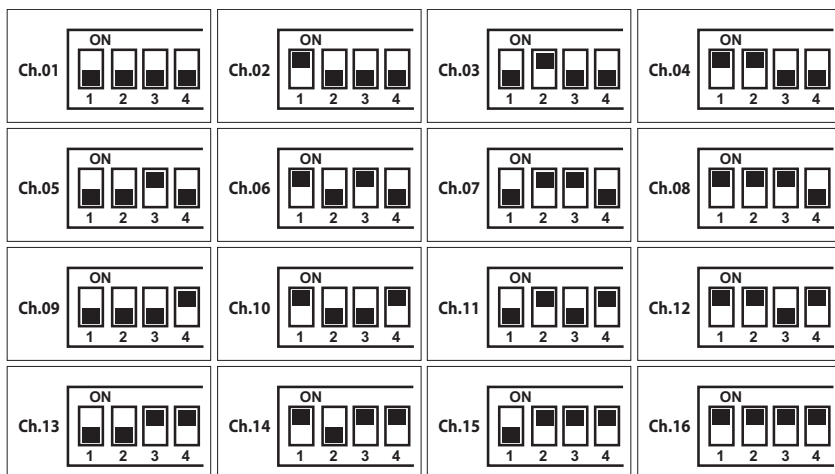 ON
Ch.01
1 2 3 4
ON
Ch.02
1 2 3 4
ON
Ch.03
1 2 3 4
ON
Ch.04
1 2 3 4
ON
Ch.05
1 2 3 4
ON
Ch.06
1 2 3 4
ON
Ch.07
1 2 3 4
ON
Ch.08
1 2 3 4
ON
Ch.09
1 2 3 4
ON
Ch.10
1 2 3 4
ON
Ch.11
1 2 3 4
ON
Ch.12
1 2 3 4
ON
Ch.13
1 2 3 4
ON
Ch.14
1 2 3 4
ON
Ch.15
1 2 3 4
ON
Ch.16
1 2 3 4